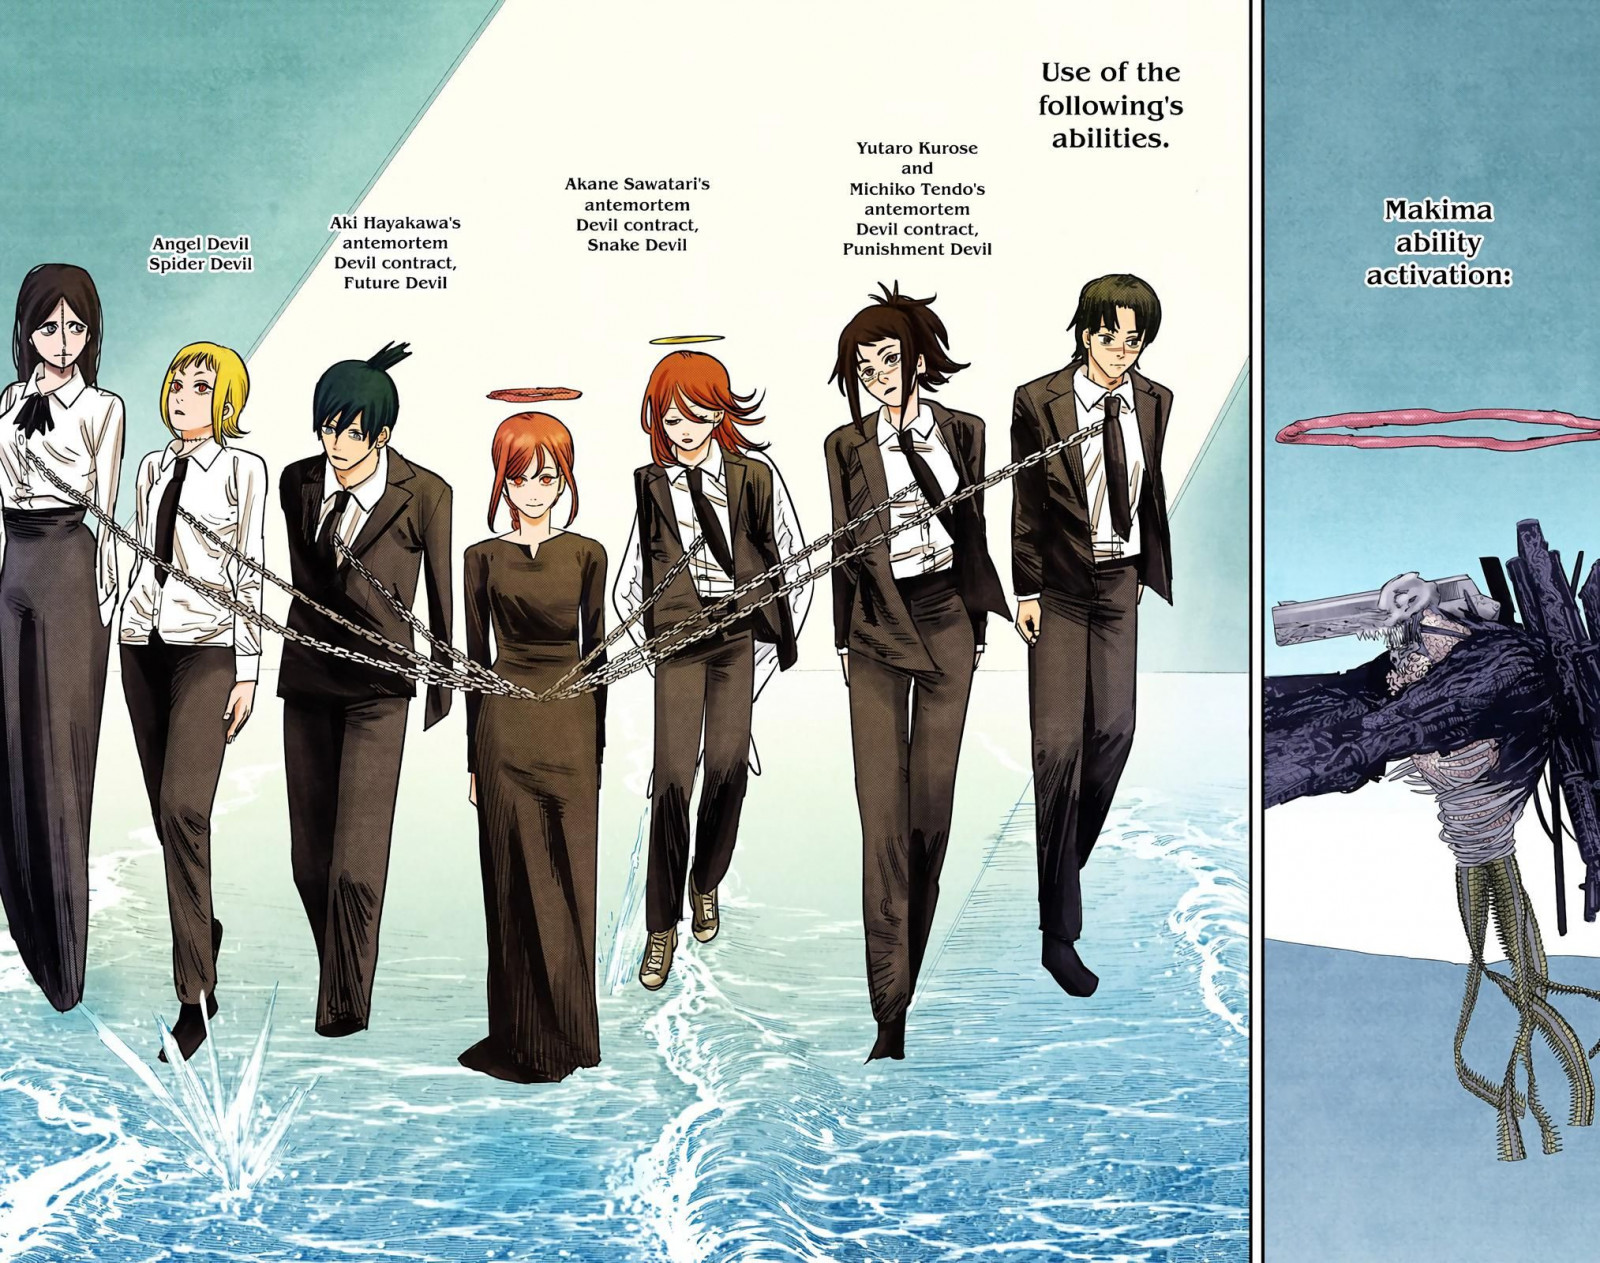 Makima
ability
activation:
Use of the
following's
abilities.
Yutaro Kurose
and
Michiko Tendo's
antemortem
Devil contract,
Punishment Devil
Akane Sawatari's
antemortem
Devil contract,
Snake Devil
Aki Hayakawa's
antemortem
Devil contract,
Future Devil
Angel Devil
Spider Devil